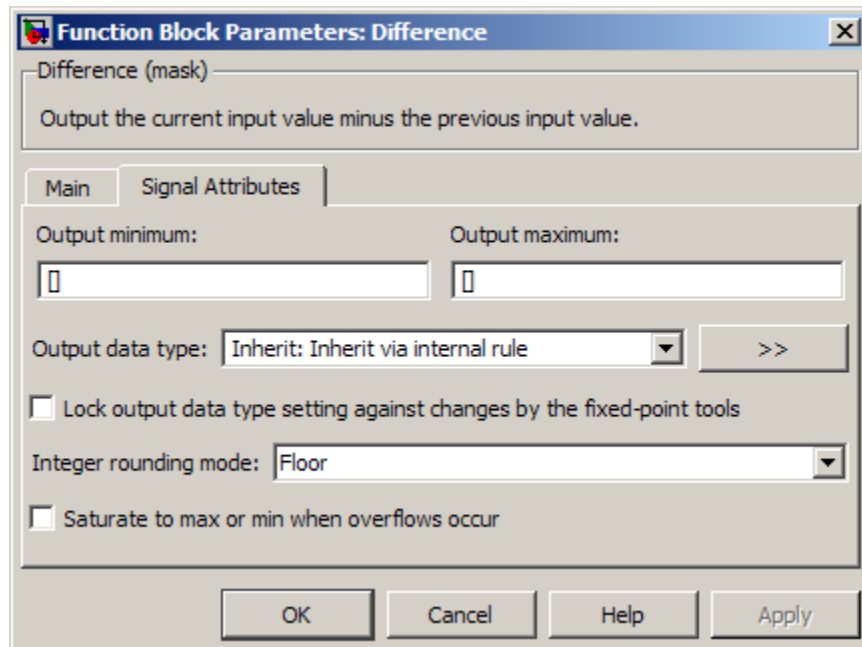 Function Block Parameters: Difference
Difference (mask)
Output the current input value minus the previous input value.
Main Signal Attributes
Output minimum: Output maximum:
[] []
Output data type: Inherit: Inherit via internal rule >>
Lock output data type setting against changes by the fixed-point tools
Integer rounding mode: Floor
Saturate to max or min when overflows occur
OK Cancel Help Apply